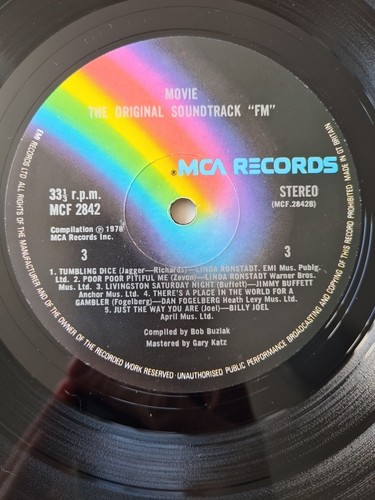 MOVIE
THE ORIGINAL SOUNDTRACK "FM"
® MCA RECORDS
33⅓ r.p.m.
MCF 2842
STEREO
(MCF.2842B)
Compilation ℗ 1978
MCA Records Inc.
3 3
1. TUMBLING DICE (Jagger—Richards)—LINDA RONSTADT. EMI Mus. Publg.
Ltd. 2. POOR POOR PITIFUL ME (Zevon)—LINDA RONSTADT Warner Bros.
Mus. Ltd. 3. LIVINGSTON SATURDAY NIGHT (Buffett)—JIMMY BUFFETT
Anchor Mus. Ltd. 4. THERE'S A PLACE IN THE WORLD FOR A
GAMBLER (Fogelberg)—DAN FOGELBERG Heath Levy Mus. Ltd.
5. JUST THE WAY YOU ARE (Joel)—BILLY JOEL
April Mus. Ltd.
Compiled by Bob Buziak
Mastered by Gary Katz
EMI RECORDS LTD. ALL RIGHTS OF THE MANUFACTURER AND OF THE OWNER OF THE RECORDED WORK RESERVED · UNAUTHORISED PUBLIC PERFORMANCE BROADCASTING AND COPYING OF THIS RECORD PROHIBITED. MADE IN GT BRITAIN